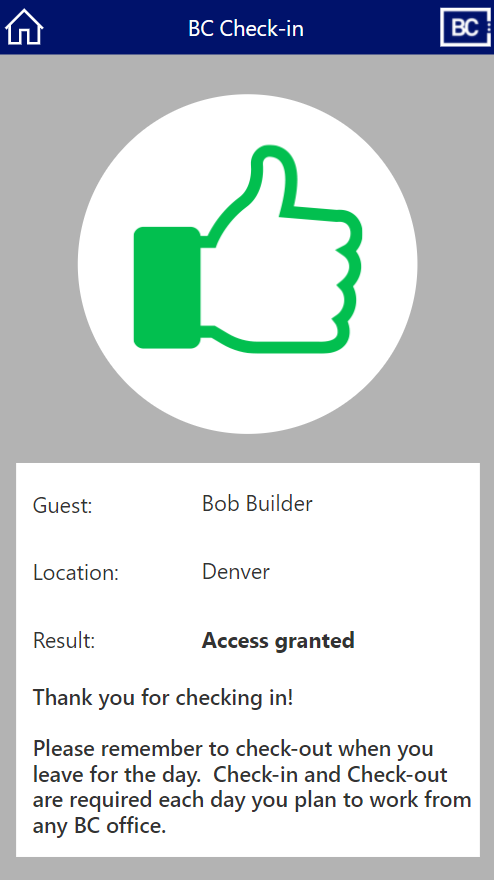 BC Check-in
BC
Guest: Bob Builder
Location: Denver
Result: Access granted
Thank you for checking in!
Please remember to check-out when you
leave for the day.  Check-in and Check-out
are required each day you plan to work from
any BC office.